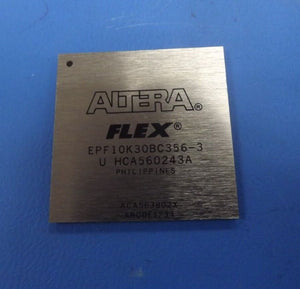 ALTERA®
FLEX®
EPF10K30BC356-3
U HCA560243A
PHILIPPINES